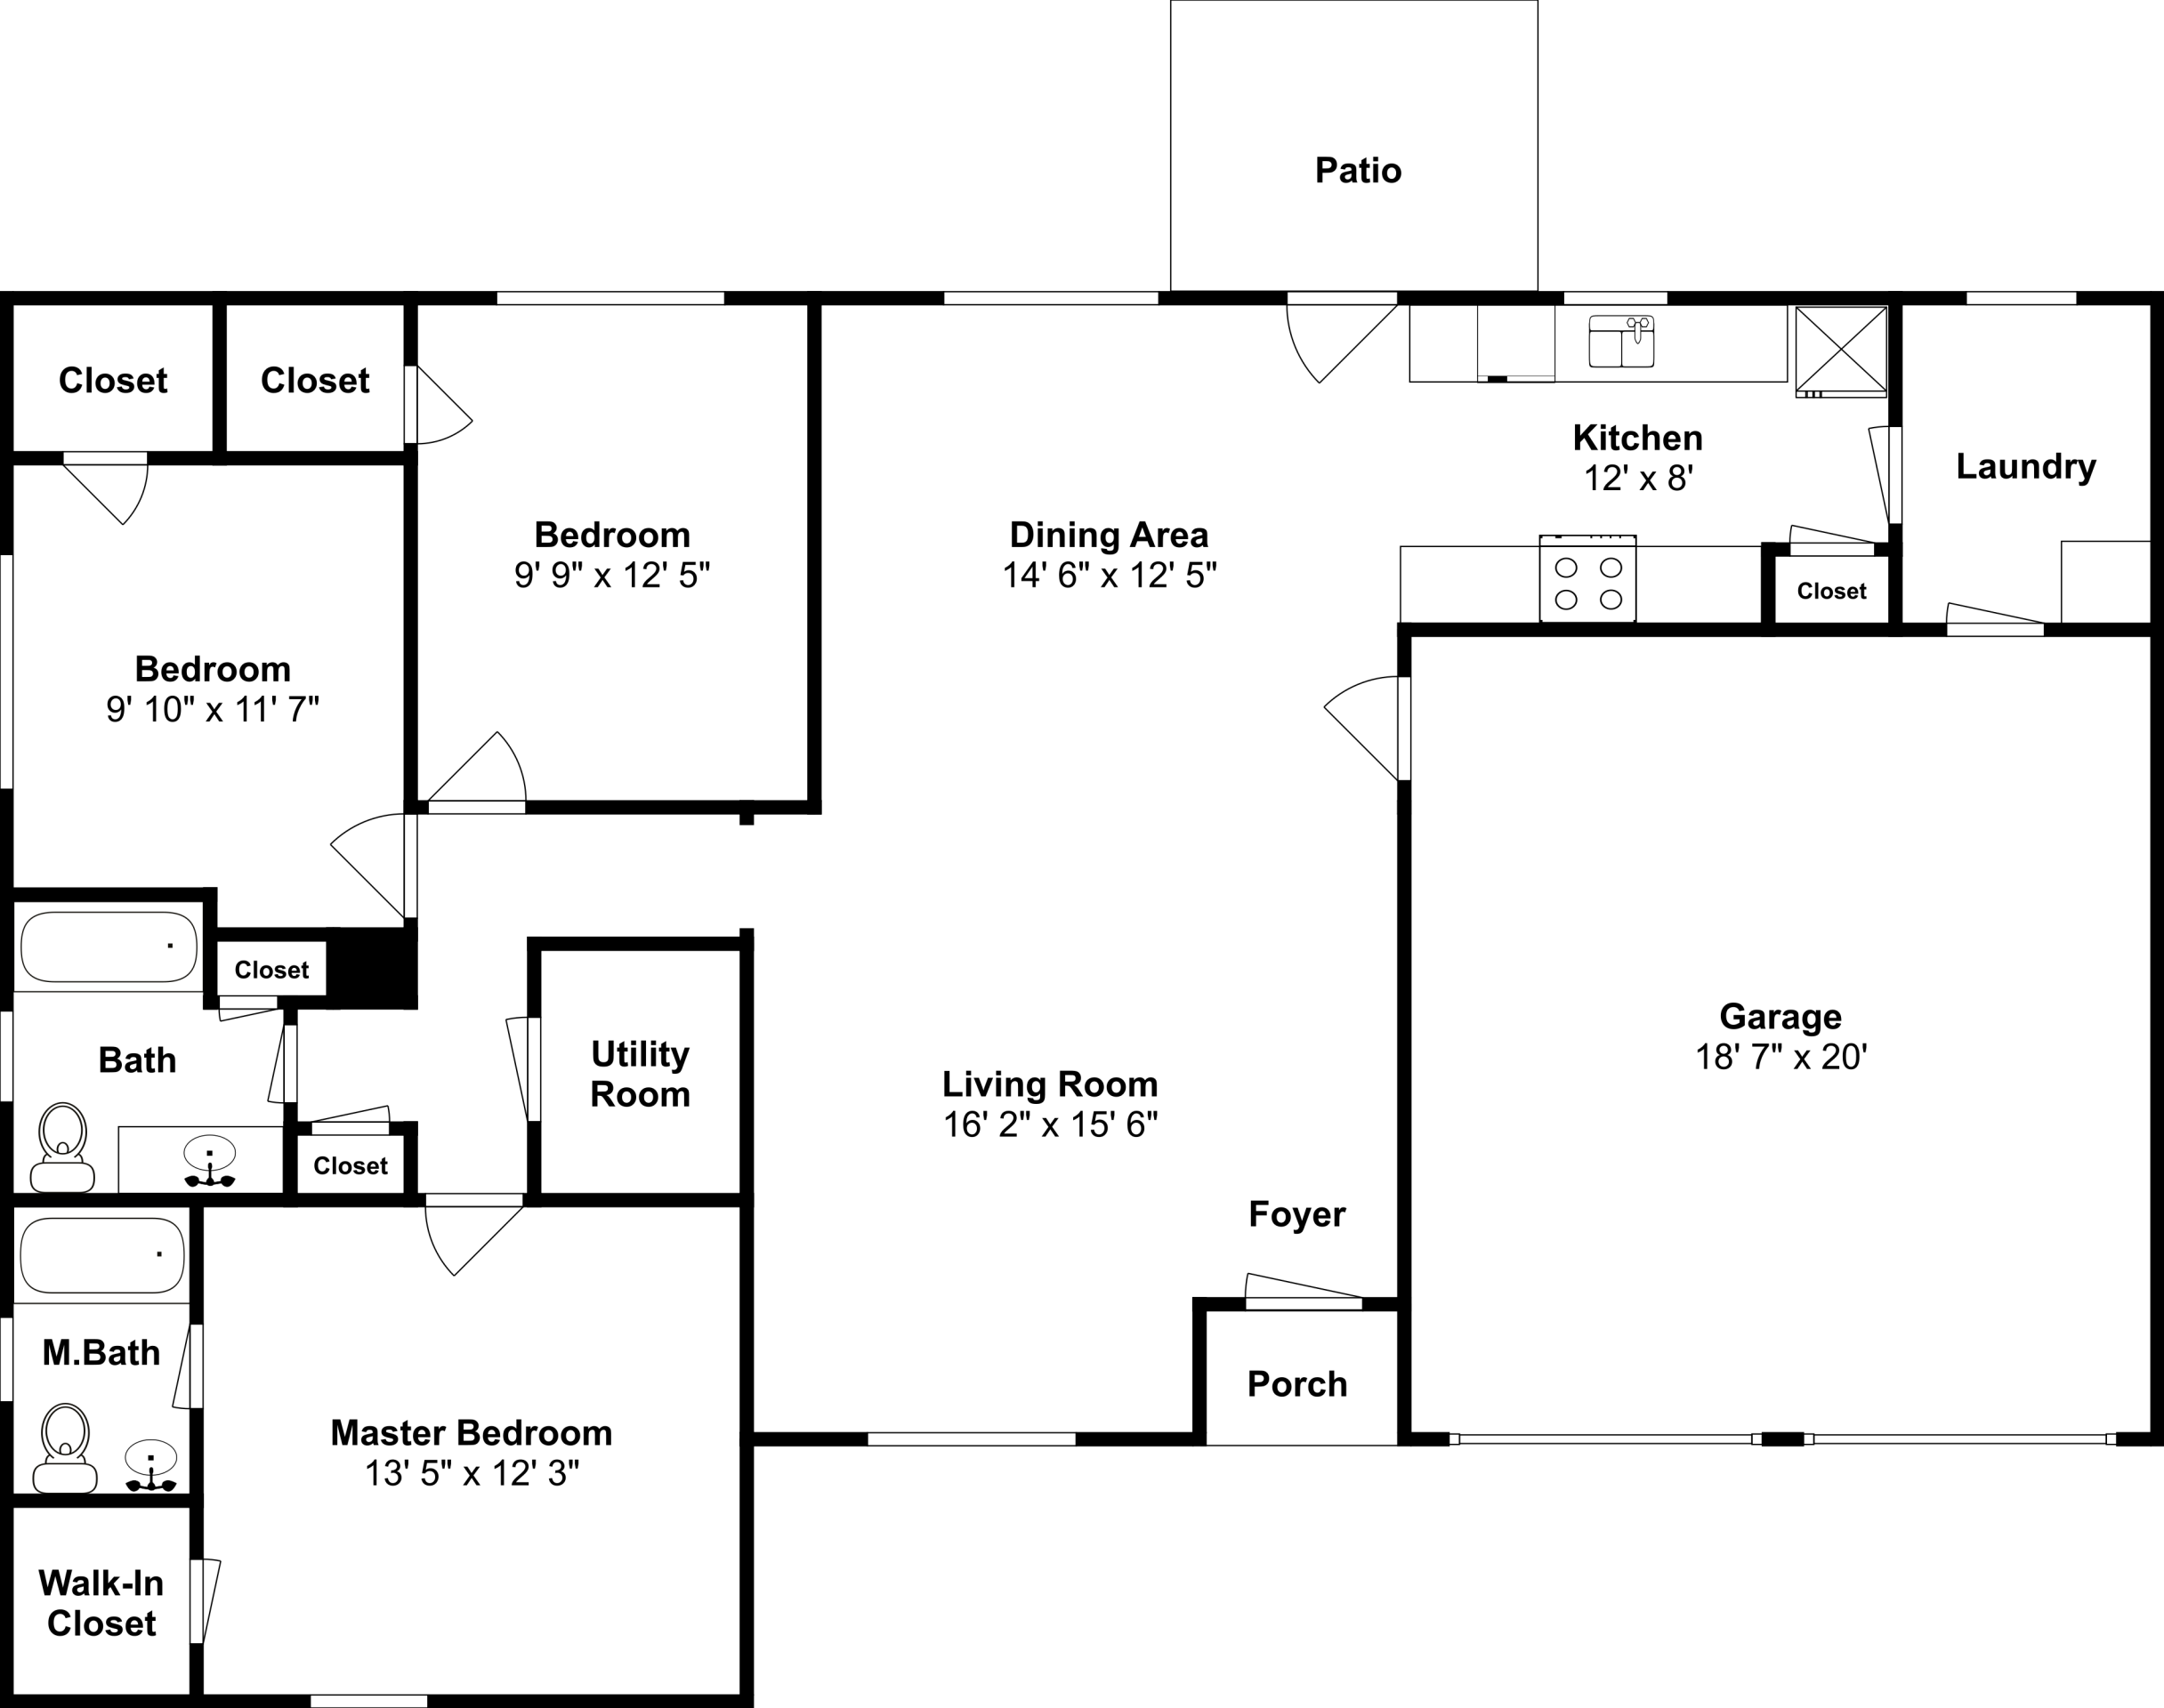 Patio
Closet
Closet
Kitchen
12' x 8'
Laundry
Bedroom
9' 9" x 12' 5"
Dining Area
14' 6" x 12' 5"
Closet
Bedroom
9' 10" x 11' 7"
Closet
Bath
Utility
Room
Closet
Living Room
16' 2" x 15' 6"
Garage
18' 7" x 20'
Foyer
Porch
M.Bath
Master Bedroom
13' 5" x 12' 3"
Walk-In
Closet